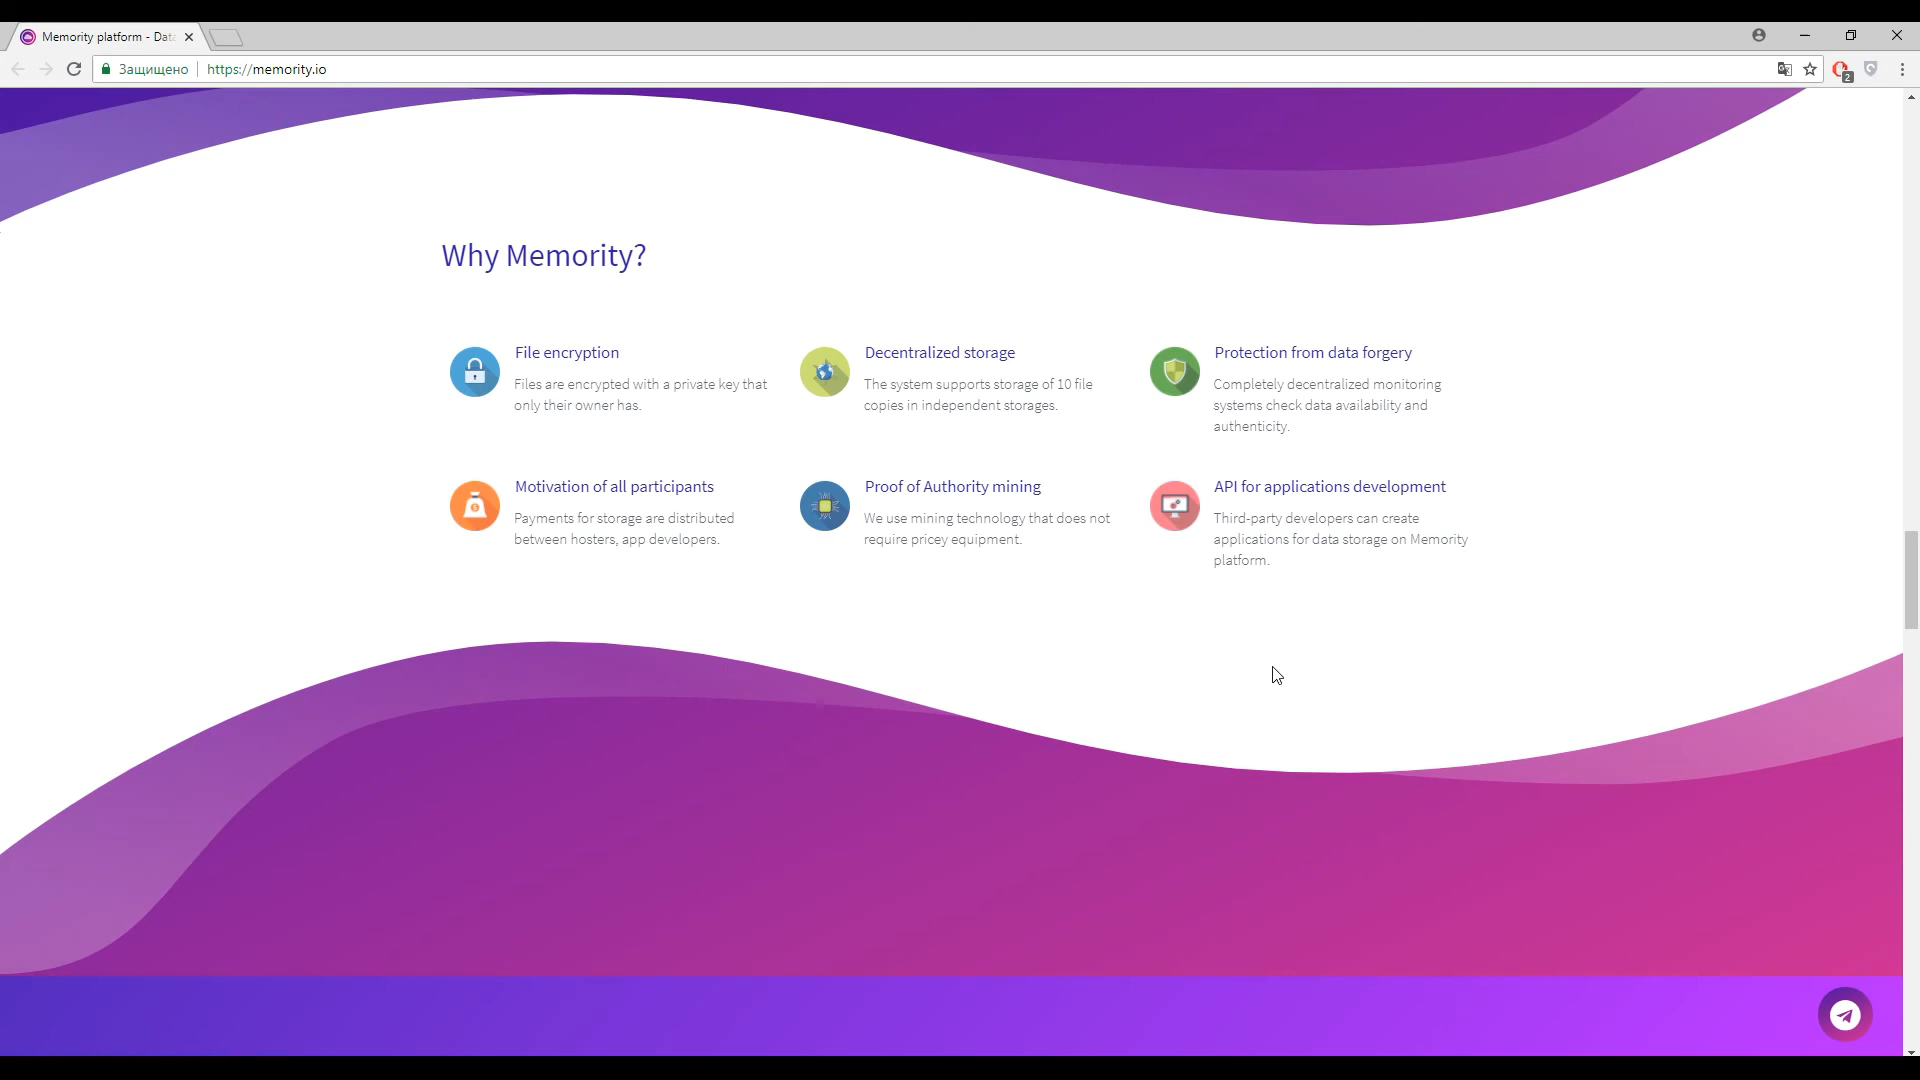 Memority platform - Dat
Защищено
https://memority.io
2
Why Memority?
File encryption
Files are encrypted with a private key that
only their owner has.
Decentralized storage
The system supports storage of 10 file
copies in independent storages.
Protection from data forgery
Completely decentralized monitoring
systems check data availability and
authenticity.
Motivation of all participants
Payments for storage are distributed
between hosters, app developers.
Proof of Authority mining
We use mining technology that does not
require pricey equipment.
API for applications development
Third-party developers can create
applications for data storage on Memority
platform.